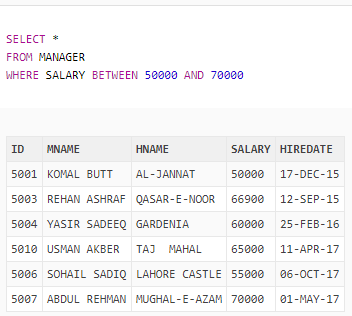 SELECT *
FROM MANAGER
WHERE SALARY BETWEEN 50000 AND 70000
ID MNAME HNAME SALARY HIREDATE
5001 KOMAL BUTT AL-JANNAT 50000 17-DEC-15
5003 REHAN ASHRAF QASAR-E-NOOR 66900 12-SEP-15
5004 YASIR SADEEQ GARDENIA 60000 25-FEB-16
5010 USMAN AKBER TAJ  MAHAL 65000 11-APR-17
5006 SOHAIL SADIQ LAHORE CASTLE 55000 06-OCT-17
5007 ABDUL REHMAN MUGHAL-E-AZAM 70000 01-MAY-17